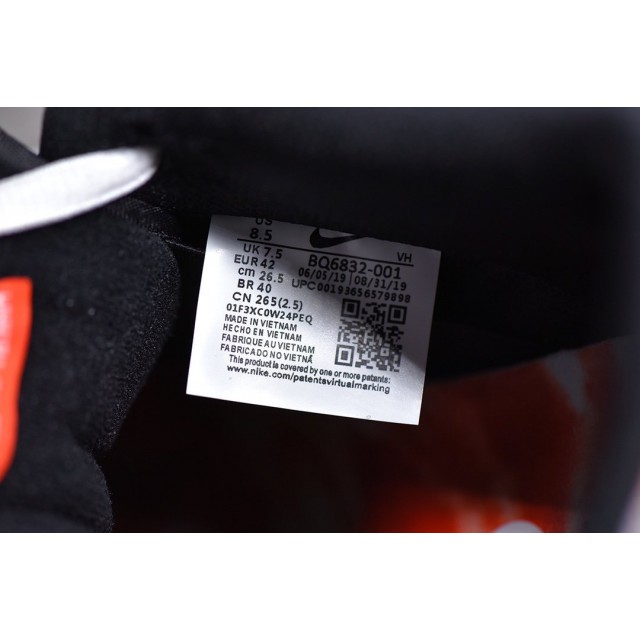 US
8.5
UK 7.5
EUR 42
cm 26.5
BR 40
CN 265(2.5)
01F3XC0W24PEQ
MADE IN VIETNAM
HECHO EN VIETNAM
FABRIQUE AU VIETNAM
FABRICADO NO VIETNÃ
VH
BQ6832-001
06/05/19 08/31/19
UPC00193656579898
This product is covered by one or more patents:
www.nike.com/patentsvirtualmarking